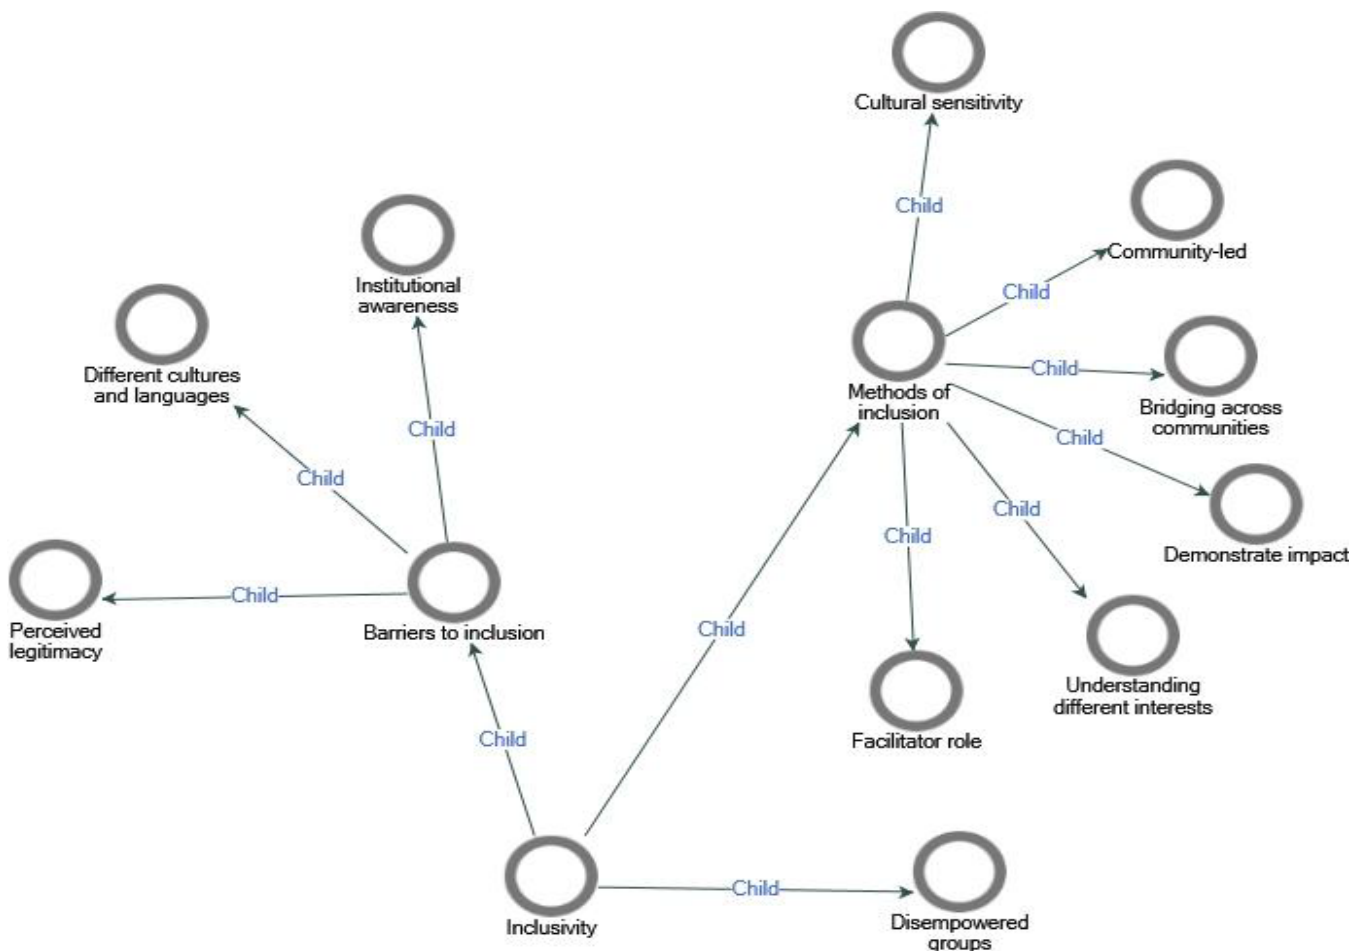 Cultural sensitivity
Child
Community-led
Child
Institutional
awareness
Different cultures
and languages
Methods of
inclusion
Child
Bridging across
communities
Child
Child
Child
Child
Child
Demonstrate impact
Perceived
legitimacy
Child
Barriers to inclusion
Child
Understanding
different interests
Facilitator role
Child
Child
Inclusivity
Child
Disempowered
groups